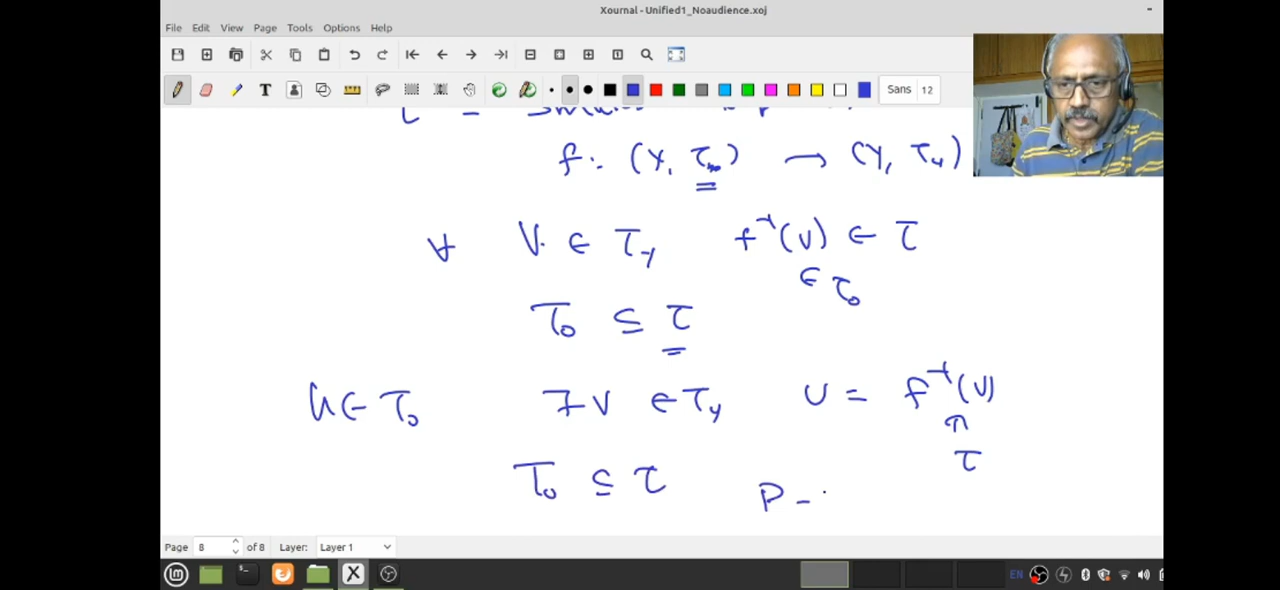 Xournal - Unified1_Noaudience.xoj
File Edit View Page Tools Options Help
Sans 12
f: (X, τ) → (Y, τ_Y)
∀ V ∈ τ_Y f⁻¹(V) ∈ τ
∈ τ₀
τ₀ ⊆ τ
U ∈ τ₀ ∃ V ∈ τ_Y U = f⁻¹(V)
∩
τ
τ₀ ⊆ τ P -
Page 8 of 8 Layer: Layer 1
EN